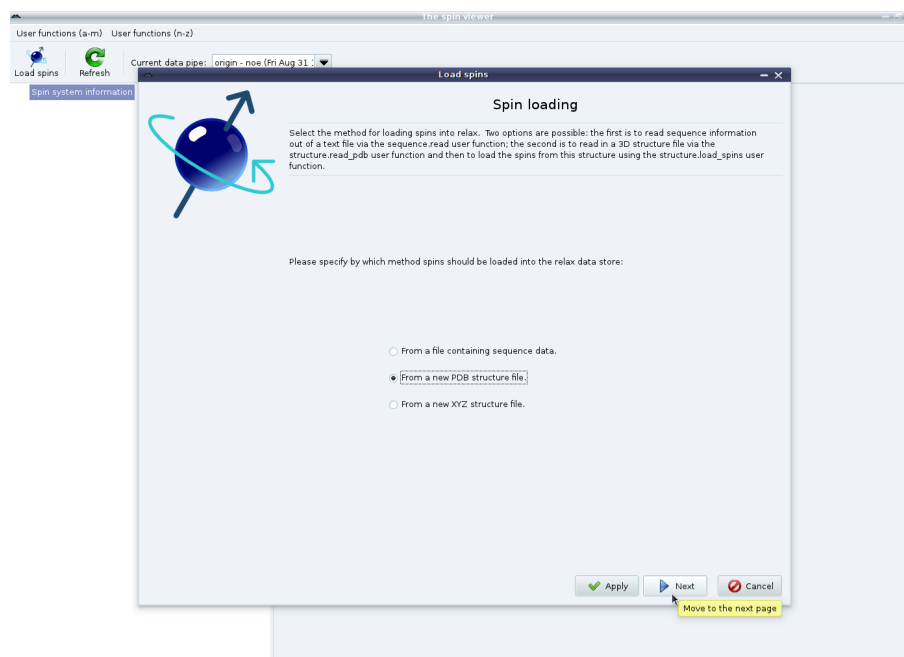 The spin viewer
User functions (a-m) User functions (n-z)
Load spins
Refresh
Current data pipe: origin - noe (Fri Aug 31 :
Spin system information
Load spins
Spin loading
Select the method for loading spins into relax. Two options are possible: the first is to read sequence information
out of a text file via the sequence.read user function; the second is to read in a 3D structure file via the
structure.read_pdb user function and then to load the spins from this structure using the structure.load_spins user
function.
Please specify by which method spins should be loaded into the relax data store:
From a file containing sequence data.
From a new PDB structure file.
From a new XYZ structure file.
Apply Next Cancel
Move to the next page